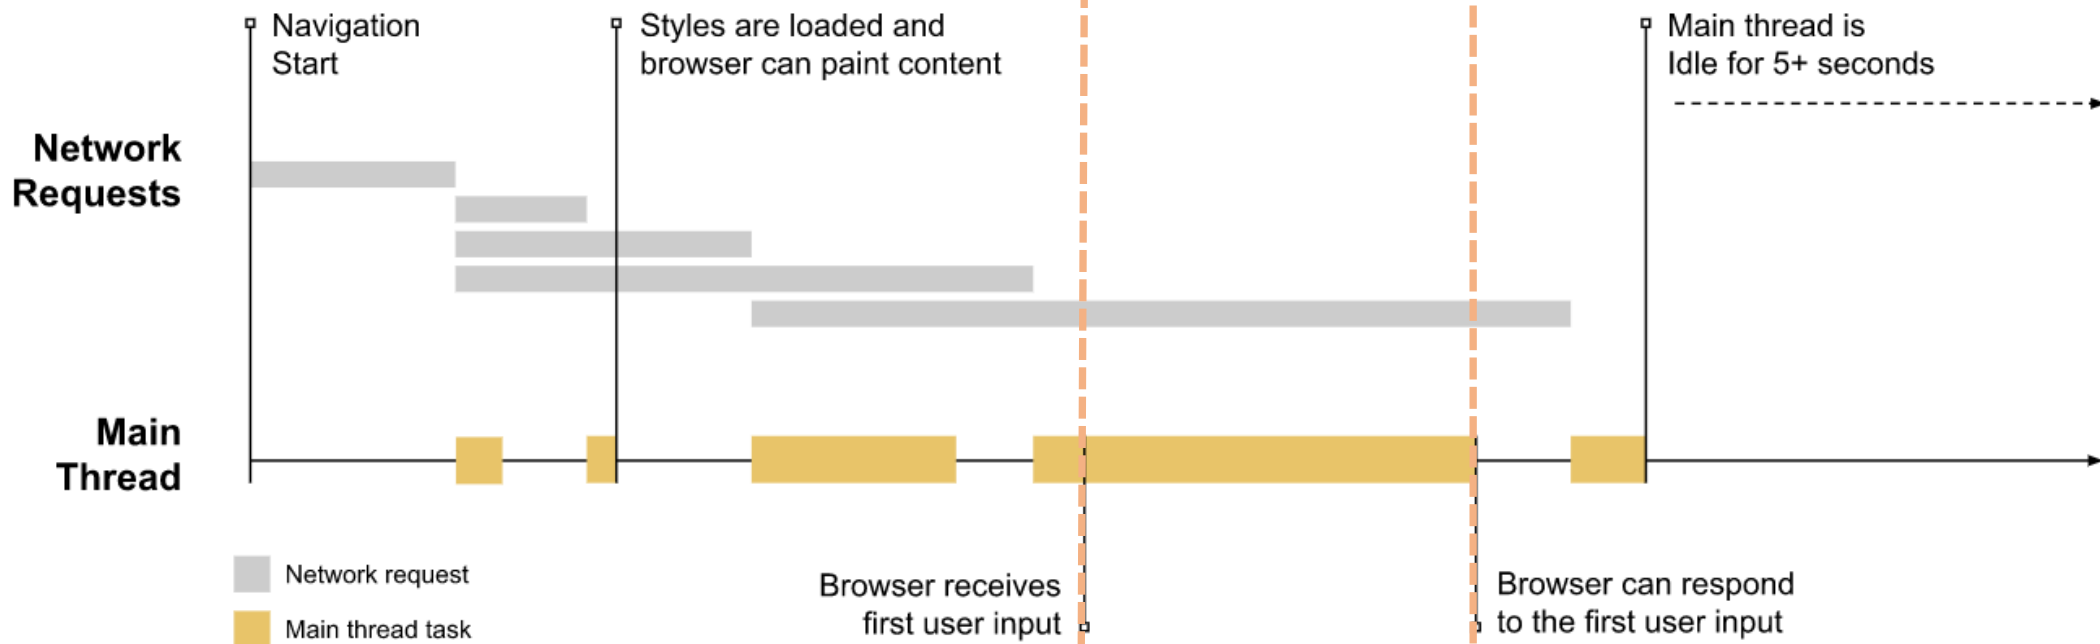 Navigation
Start
Styles are loaded and
browser can paint content
Main thread is
Idle for 5+ seconds
Network
Requests
Main
Thread
Network request
Main thread task
Browser receives
first user input
Browser can respond
to the first user input